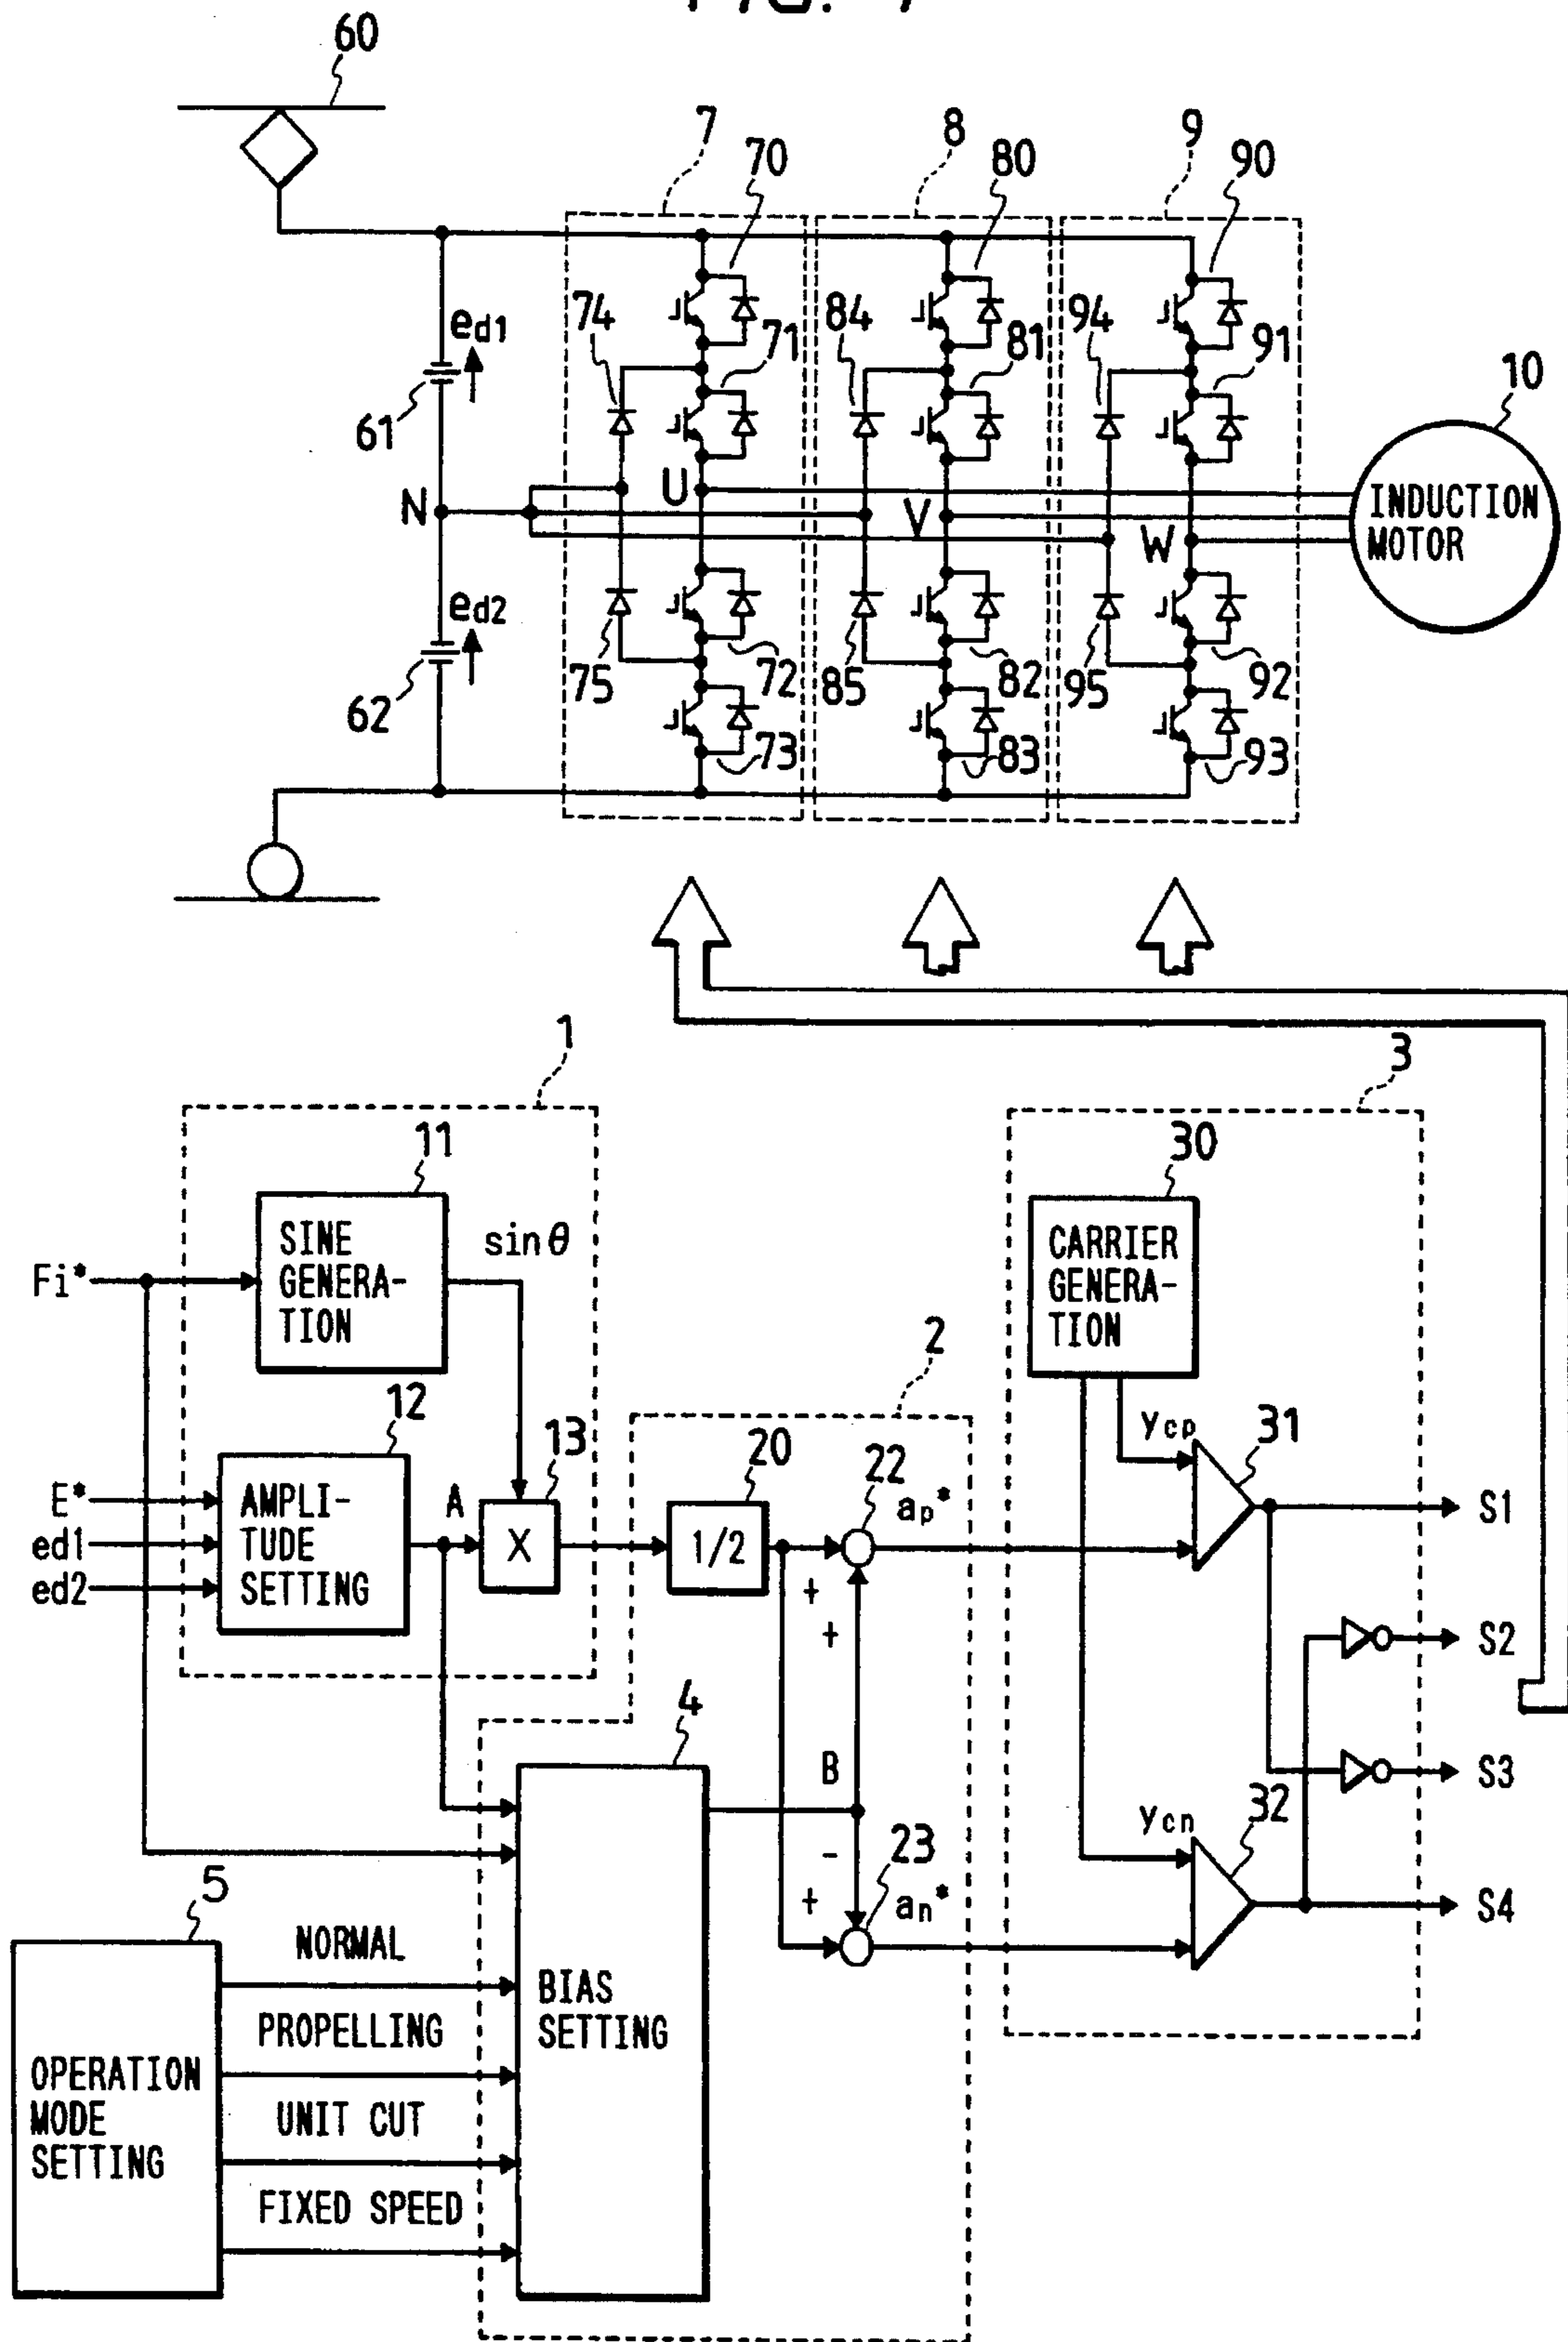 60
7
8
9
70
80
90
ed1
74
71
84
81
94
91
10
61
N
U
V
W
INDUCTION
MOTOR
ed2
62
75
72
85
82
95
92
73
83
93
1
3
11
30
SINE
GENERA-
TION
sinθ
CARRIER
GENERA-
TION
Fi*
2
12
13
20
22
ap*
ycp
31
E*
ed1
ed2
AMPLI-
TUDE
SETTING
A
X
1/2
S1
+
+
S2
4
B
S3
ycn
32
5
-
+
23
an*
S4
NORMAL
PROPELLING
UNIT CUT
FIXED SPEED
OPERATION
MODE
SETTING
BIAS
SETTING